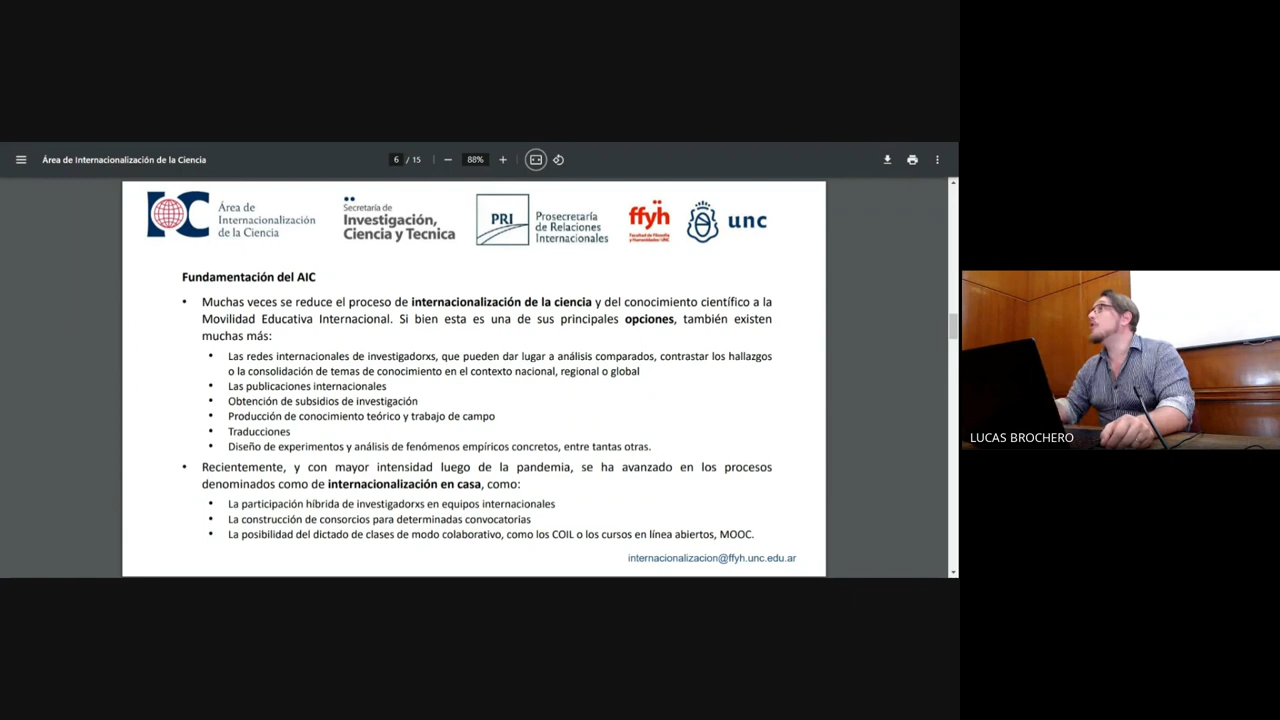 Área de Internacionalización de la Ciencia
6 / 15
88%
Área de
Internacionalización
de la Ciencia
Secretaría de
Investigación,
Ciencia y Tecnica
PRI
Prosecretaría
de Relaciones
Internacionales
ffyh
Facultad de Filosofía
y Humanidades UNC
unc
Fundamentación del AIC
• Muchas veces se reduce el proceso de internacionalización de la ciencia y del conocimiento científico a la
Movilidad Educativa Internacional. Si bien esta es una de sus principales opciones, también existen
muchas más:
• Las redes internacionales de investigadorxs, que pueden dar lugar a análisis comparados, contrastar los hallazgos
o la consolidación de temas de conocimiento en el contexto nacional, regional o global
• Las publicaciones internacionales
• Obtención de subsidios de investigación
• Producción de conocimiento teórico y trabajo de campo
• Traducciones
• Diseño de experimentos y análisis de fenómenos empíricos concretos, entre tantas otras.
• Recientemente, y con mayor intensidad luego de la pandemia, se ha avanzado en los procesos
denominados como de internacionalización en casa, como:
• La participación híbrida de investigadorxs en equipos internacionales
• La construcción de consorcios para determinadas convocatorias
• La posibilidad del dictado de clases de modo colaborativo, como los COIL o los cursos en línea abiertos, MOOC.
internacionalizacion@ffyh.unc.edu.ar
LUCAS BROCHERO